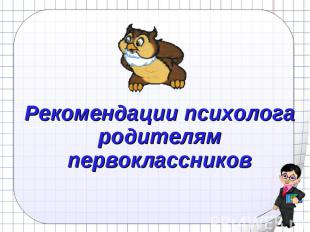 Рекомендации психолога
родителям
первоклассников